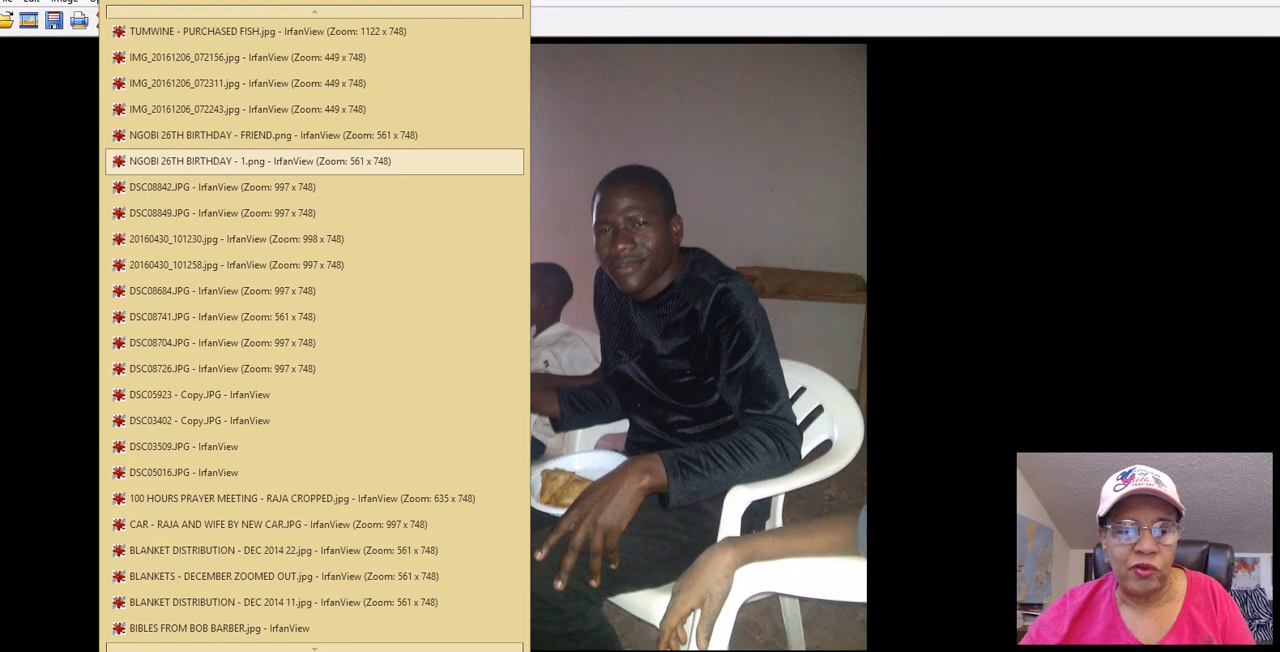 Edit
Image
TUMWINE - PURCHASED FISH.jpg - IrfanView (Zoom: 1122 x 748)
IMG_20161206_072156.jpg - IrfanView (Zoom: 449 x 748)
IMG_20161206_072311.jpg - IrfanView (Zoom: 449 x 748)
IMG_20161206_072243.jpg - IrfanView (Zoom: 449 x 748)
NGOBI 26TH BIRTHDAY - FRIEND.png - IrfanView (Zoom: 561 x 748)
NGOBI 26TH BIRTHDAY - 1.png - IrfanView (Zoom: 561 x 748)
DSC08842.JPG - IrfanView (Zoom: 997 x 748)
DSC08849.JPG - IrfanView (Zoom: 997 x 748)
20160430_101230.jpg - IrfanView (Zoom: 998 x 748)
20160430_101258.jpg - IrfanView (Zoom: 997 x 748)
DSC08684.JPG - IrfanView (Zoom: 997 x 748)
DSC08741.JPG - IrfanView (Zoom: 561 x 748)
DSC08704.JPG - IrfanView (Zoom: 997 x 748)
DSC08726.JPG - IrfanView (Zoom: 997 x 748)
DSC05923 - Copy.JPG - IrfanView
DSC03402 - Copy.JPG - IrfanView
DSC03509.JPG - IrfanView
DSC05016.JPG - IrfanView
100 HOURS PRAYER MEETING - RAJA CROPPED.jpg - IrfanView (Zoom: 635 x 748)
CAR - RAJA AND WIFE BY NEW CAR.JPG - IrfanView (Zoom: 997 x 748)
BLANKET DISTRIBUTION - DEC 2014 22.jpg - IrfanView (Zoom: 561 x 748)
BLANKETS - DECEMBER ZOOMED OUT.jpg - IrfanView (Zoom: 561 x 748)
BLANKET DISTRIBUTION - DEC 2014 11.jpg - IrfanView (Zoom: 561 x 748)
BIBLES FROM BOB BARBER.jpg - IrfanView